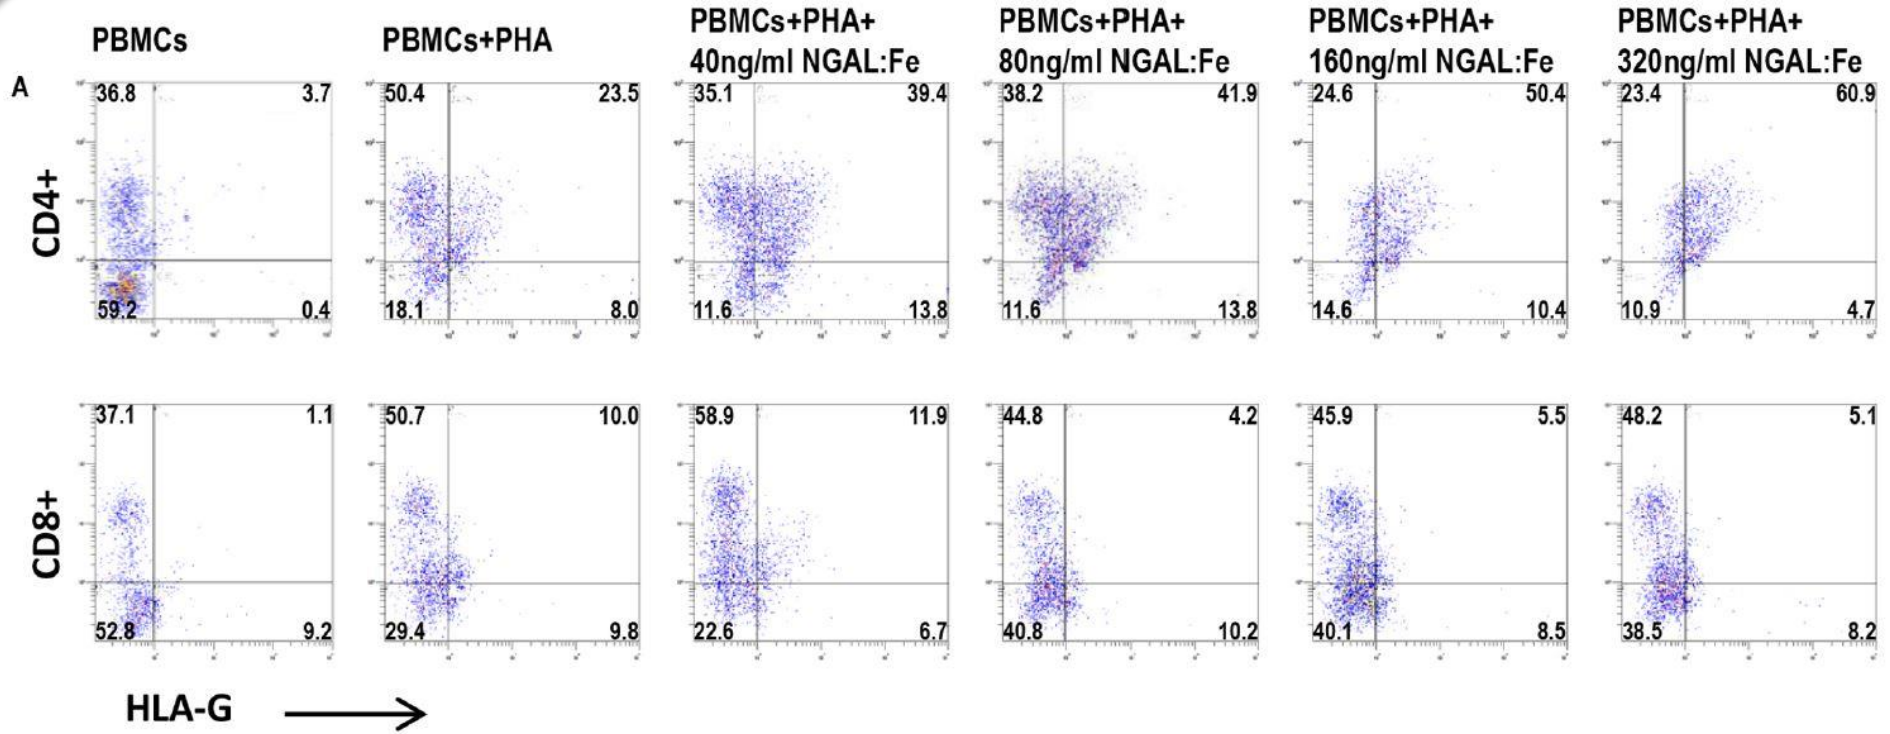 PBMCs
PBMCs+PHA
PBMCs+PHA+
40ng/ml NGAL:Fe
PBMCs+PHA+
80ng/ml NGAL:Fe
PBMCs+PHA+
160ng/ml NGAL:Fe
PBMCs+PHA+
320ng/ml NGAL:Fe
A
CD4+
36.8 3.7
59.2 0.4
50.4 23.5
18.1 8.0
35.1 39.4
11.6 13.8
38.2 41.9
11.6 13.8
24.6 50.4
14.6 10.4
23.4 60.9
10.9 4.7
CD8+
37.1 1.1
52.8 9.2
50.7 10.0
29.4 9.8
58.9 11.9
22.6 6.7
44.8 4.2
40.8 10.2
45.9 5.5
40.1 8.5
48.2 5.1
38.5 8.2
HLA-G